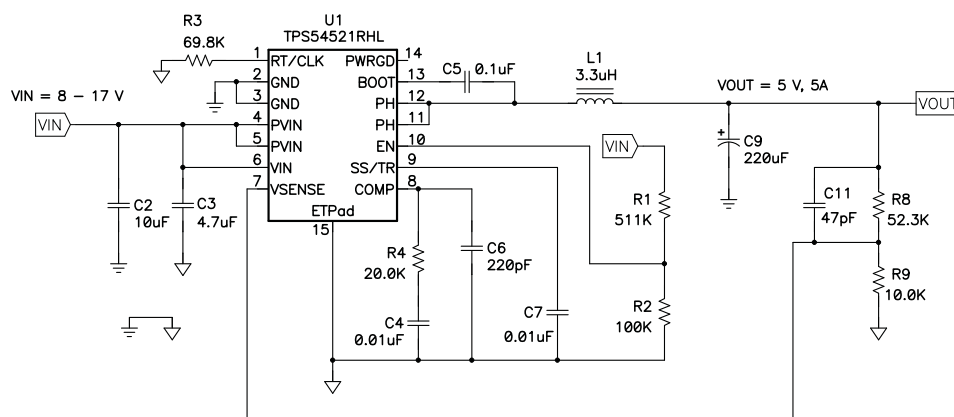 U1
TPS54521RHL
R3
69.8K
1 RT/CLK PWRGD 14
2 GND BOOT 13
3 GND PH 12
4 PVIN PH 11
5 PVIN EN 10
6 VIN SS/TR 9
7 VSENSE COMP 8
ETPad
15
VIN = 8 - 17 V
VIN
C2
10uF
C3
4.7uF
C5 0.1uF
L1
3.3uH
VOUT = 5 V, 5A
VOUT
+
C9
220uF
VIN
R1
511K
C11
47pF
R8
52.3K
R4
20.0K
C6
220pF
R9
10.0K
C4
0.01uF
C7
0.01uF
R2
100K